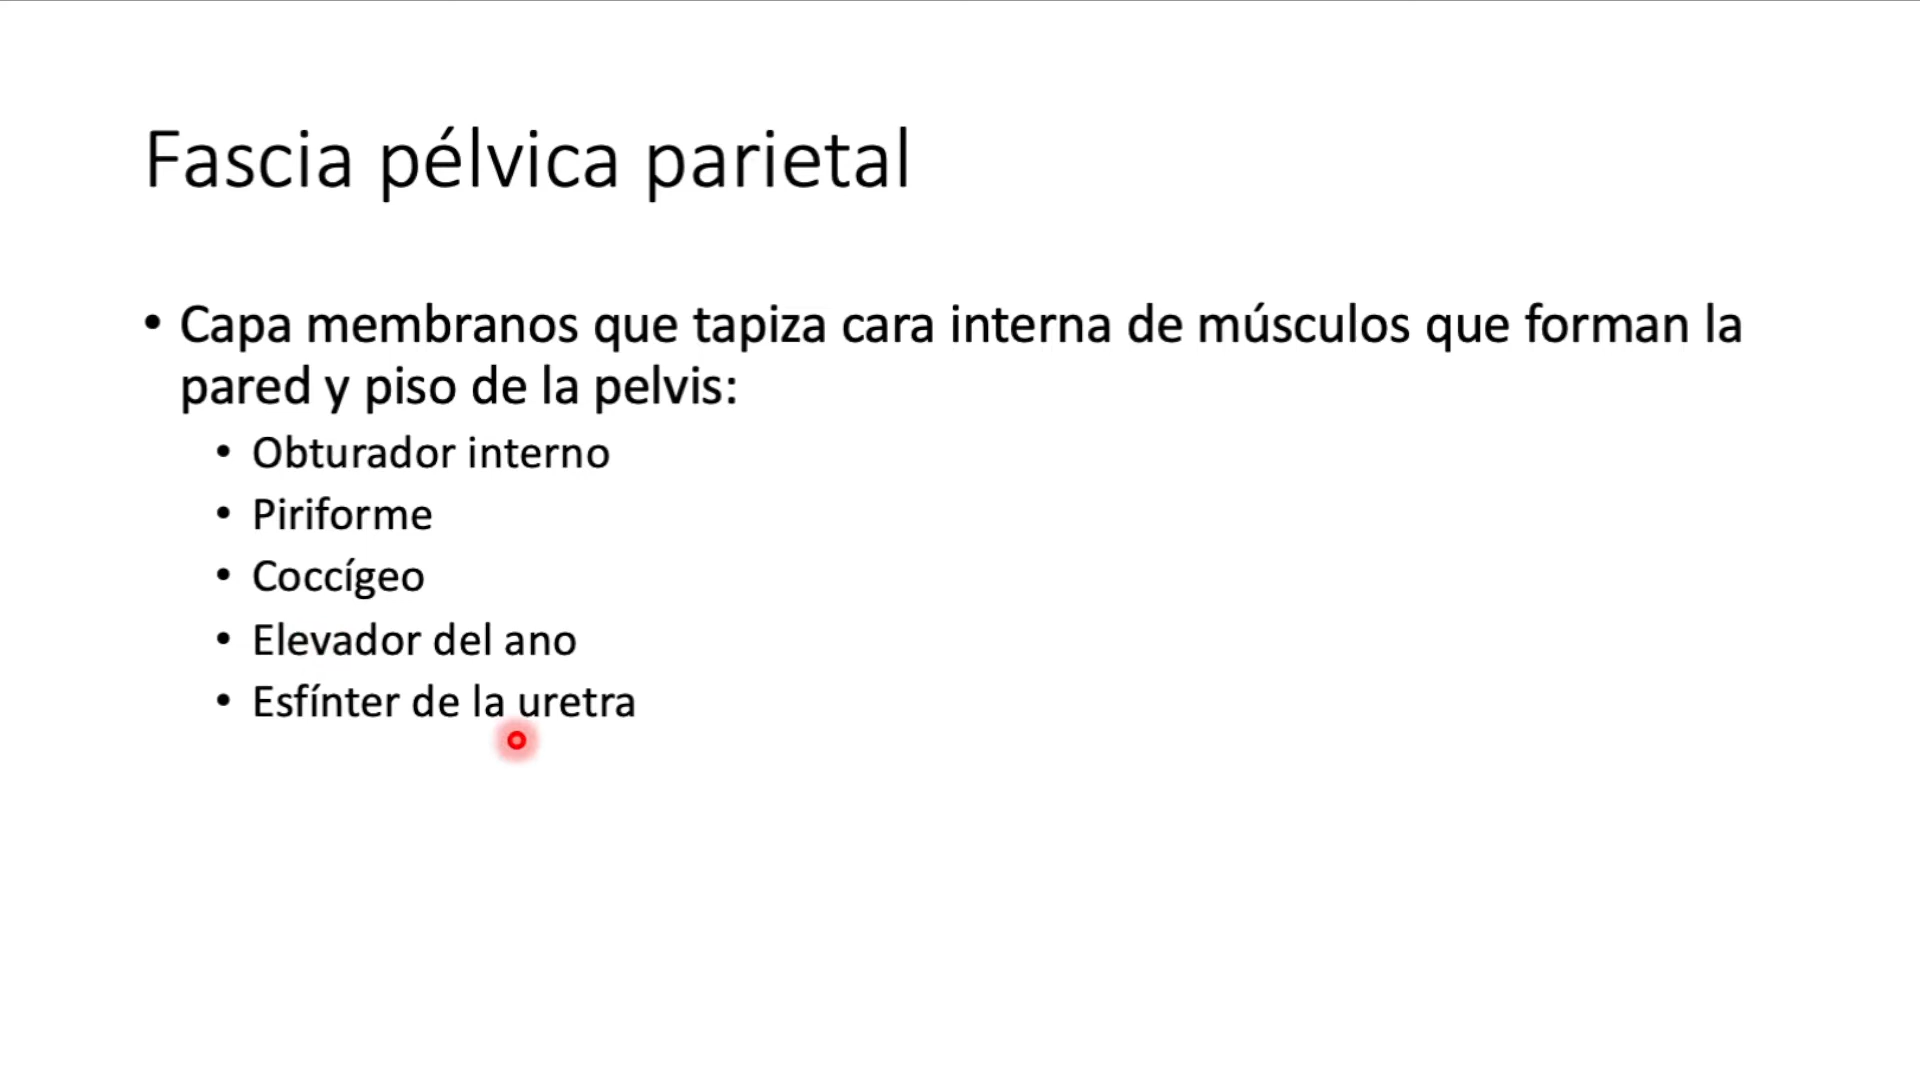 Fascia pélvica parietal
• Capa membranos que tapiza cara interna de músculos que forman la
pared y piso de la pelvis:
• Obturador interno
• Piriforme
• Coccígeo
• Elevador del ano
• Esfínter de la uretra